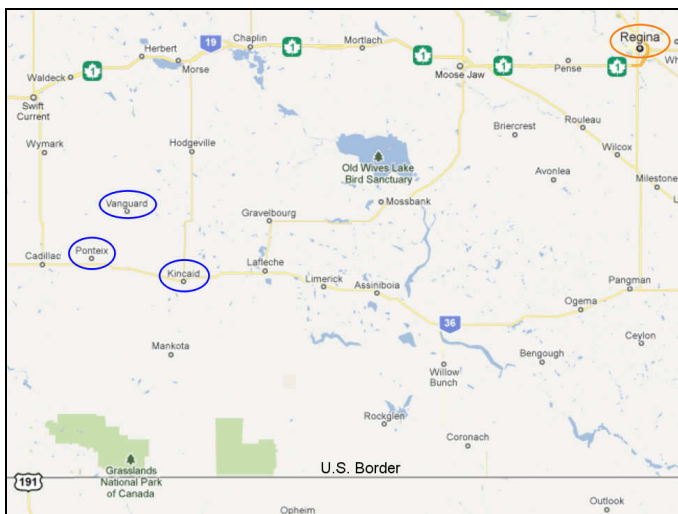 Regina
19
Chaplin
Herbert
1
Mortlach
1
1
1
1
Wh
Waldeck
Morse
Moose Jaw
Pense
Swift
Current
Briercrest
Rouleau
Wymark
Hodgeville
Wilcox
Old Wives Lake
Bird Sanctuary
Avonlea
Milestone
L
Vanguard
Mossbank
Gravelbourg
Ponteix
Cadillac
Kincaid
Lafleche
Limerick
Assiniboia
Pangman
Ogema
36
Ceylon
Mankota
Bengough
Willow
Bunch
Rockglen
Coronach
Grasslands
National Park
of Canada
U.S. Border
191
Opheim
Outlook